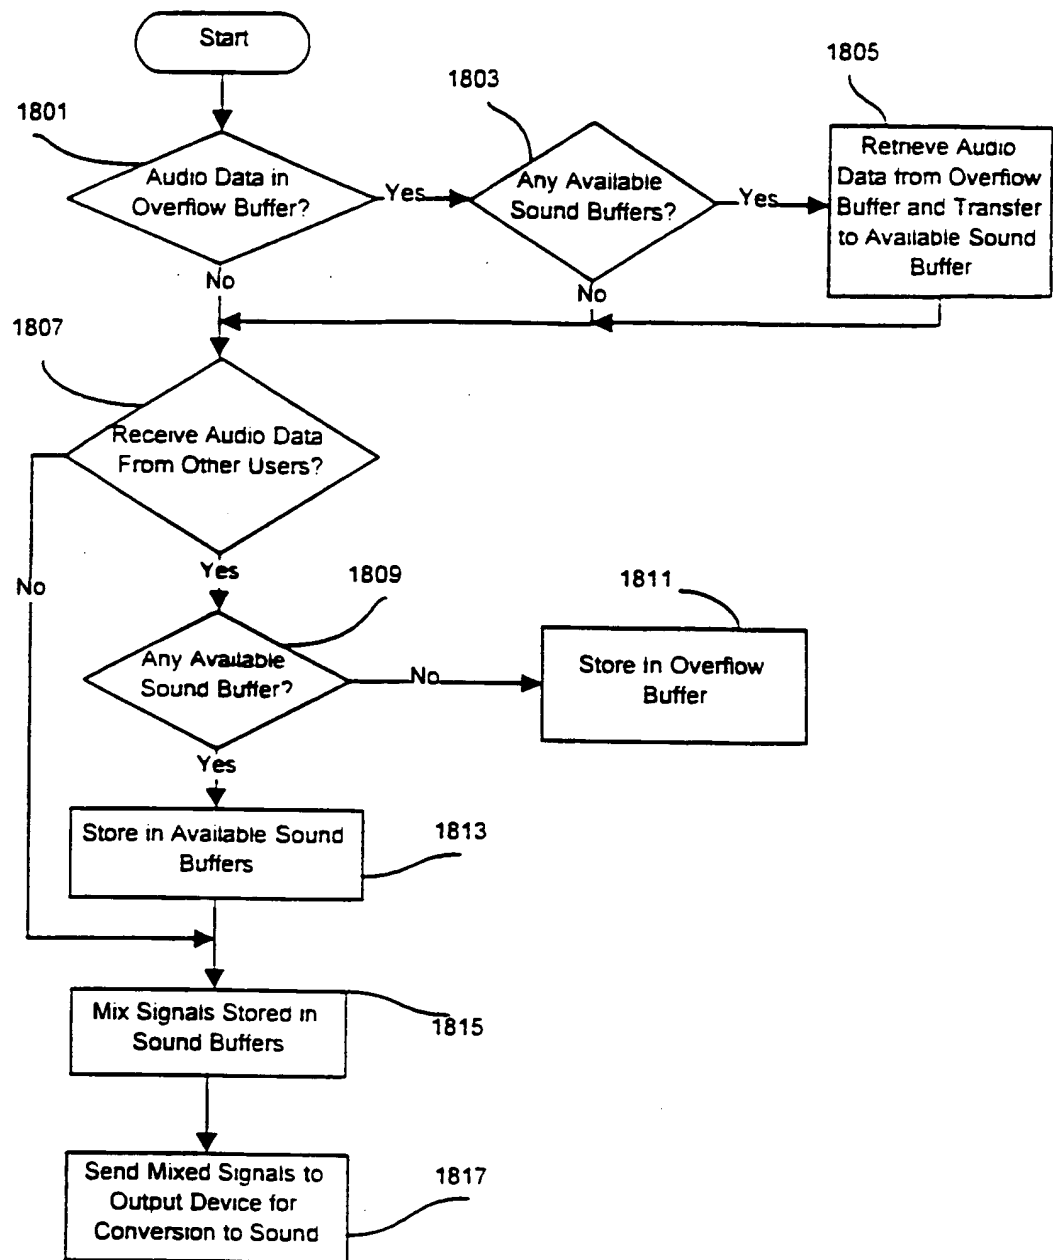 Start
1801
1803
1805
Audio Data in
Overflow Buffer?
Yes
Any Available
Sound Buffers?
Yes
Retrieve Audio
Data from Overflow
Buffer and Transfer
to Available Sound
Buffer
No
No
1807
Receive Audio Data
From Other Users?
No
Yes
1809
1811
Any Available
Sound Buffer?
No
Store in Overflow
Buffer
Yes
Store in Available Sound
Buffers
1813
Mix Signals Stored in
Sound Buffers
1815
Send Mixed Signals to
Output Device for
Conversion to Sound
1817